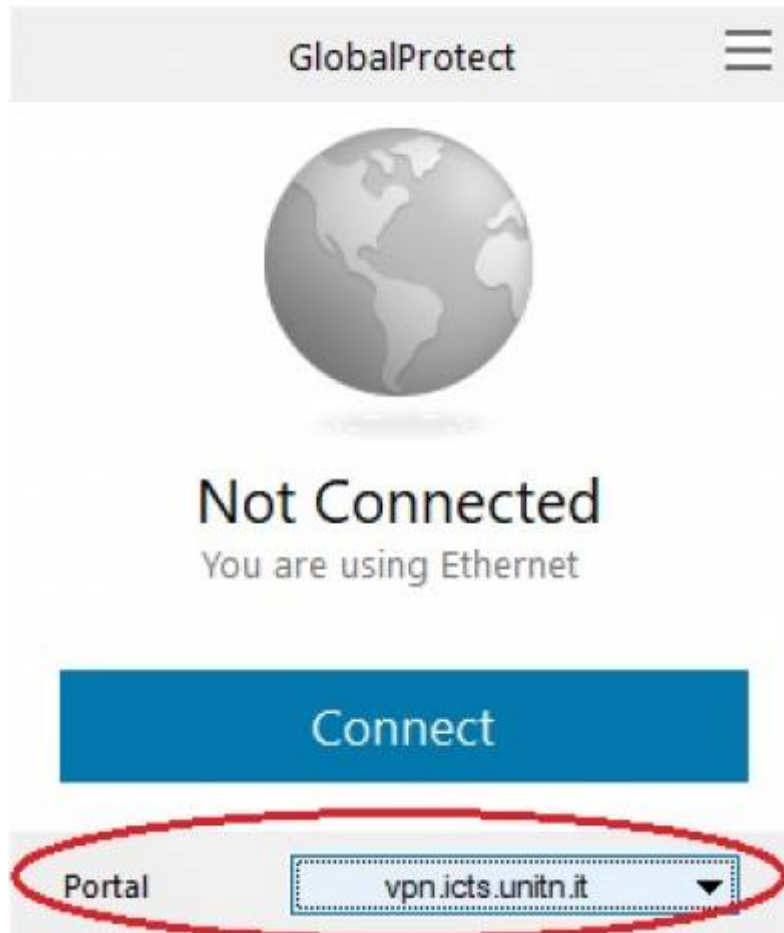 GlobalProtect
Not Connected
You are using Ethernet
Connect
Portal vpn.icts.unitn.it